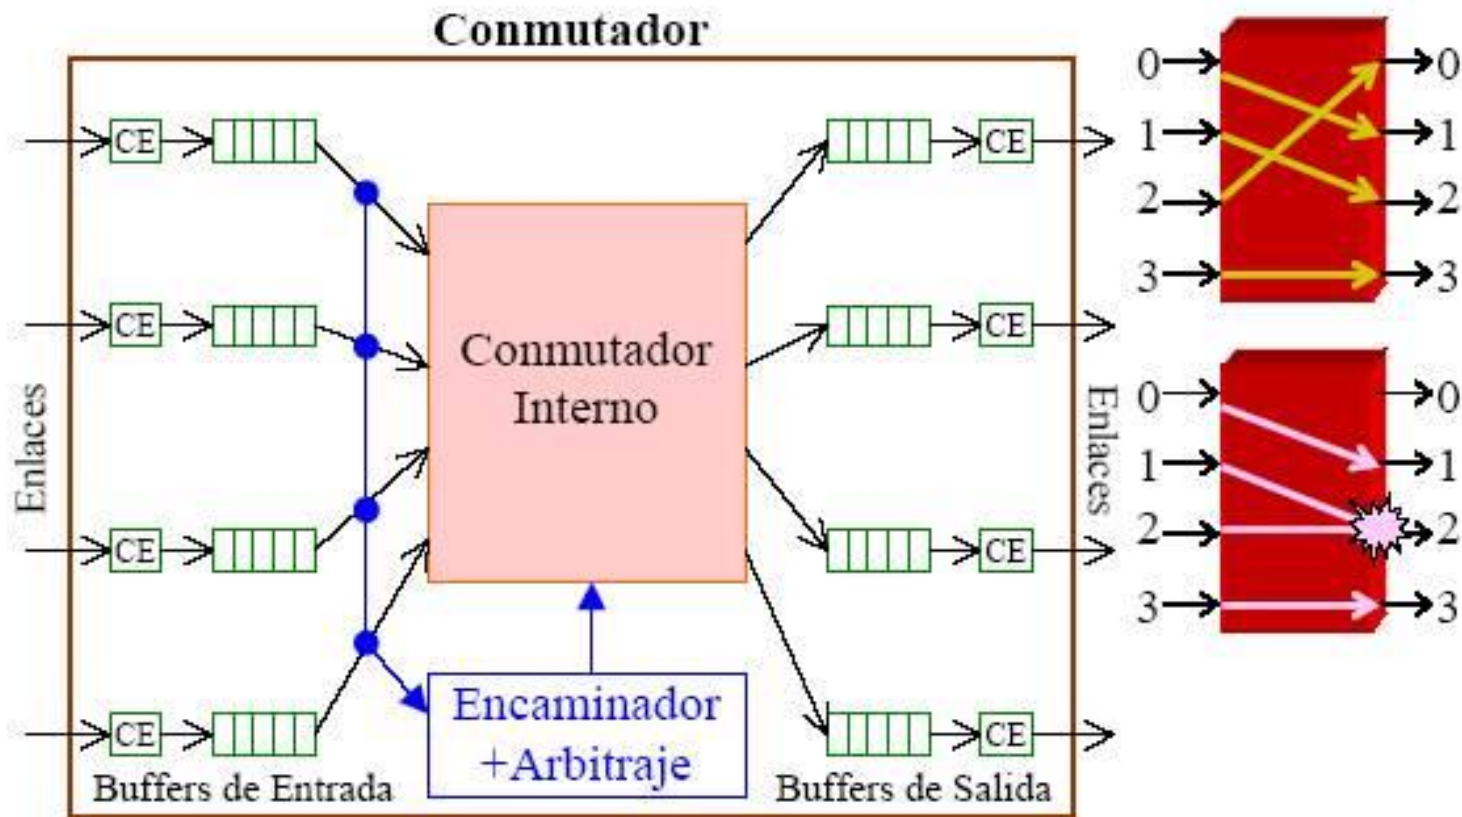 Conmutador
CE
CE
CE
CE
Enlaces
Buffers de Entrada
Conmutador
Interno
Encaminador
+Arbitraje
CE
CE
CE
CE
Buffers de Salida
Enlaces
0 0
1 1
2 2
3 3
0 0
1 1
2 2
3 3